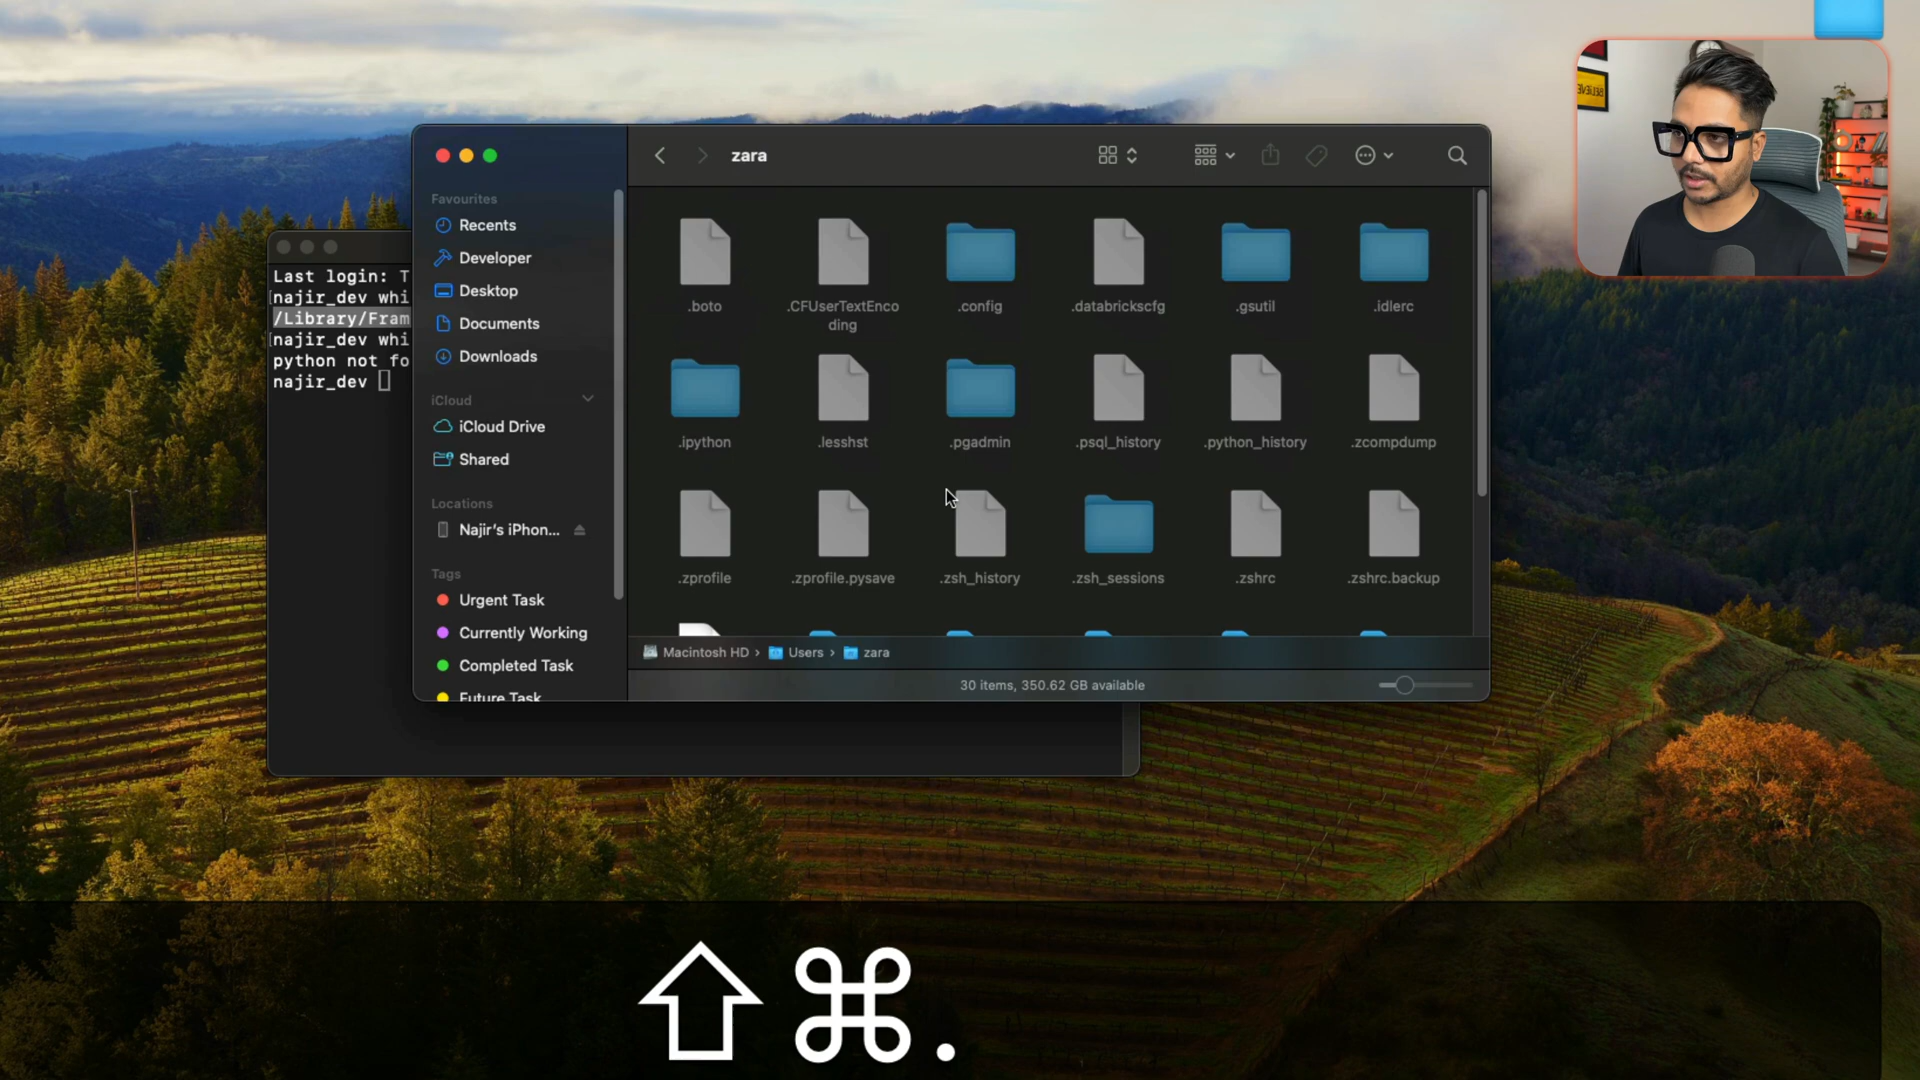 BELIEVE
zara
Favourites
Recents
Developer
Desktop
Documents
Downloads
iCloud
iCloud Drive
Shared
Locations
Najir's iPhon...
Tags
Urgent Task
Currently Working
Completed Task
Future Task
.boto
.CFUserTextEnco
ding
.config
.databrickscfg
.gsutil
.idlerc
.ipython
.lesshst
.pgadmin
.psql_history
.python_history
.zcompdump
.zprofile
.zprofile.pysave
.zsh_history
.zsh_sessions
.zshrc
.zshrc.backup
Macintosh HD › Users › zara
30 items, 350.62 GB available
Last login: T
najir_dev whi
/Library/Fram
najir_dev whi
python not fo
najir_dev
⇧ ⌘ .